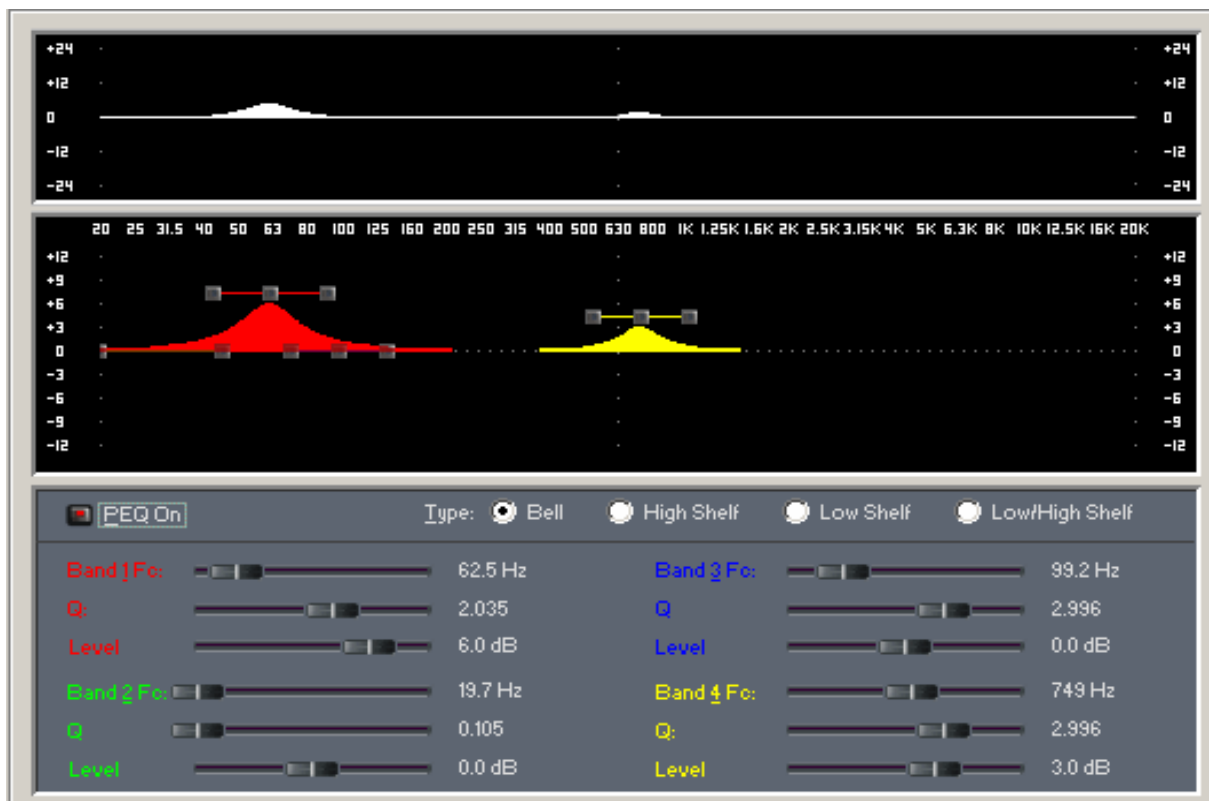 +24 +24
+12 +12
0 0
-12 -12
-24 -24
20 25 31.5 40 50 63 80 100 125 160 200 250 315 400 500 630 800 1K 1.25K 1.6K 2K 2.5K 3.15K 4K 5K 6.3K 8K 10K 12.5K 16K 20K
+12 +12
+9 +9
+6 +6
+3 +3
0 0
-3 -3
-6 -6
-9 -9
-12 -12
PEQ On Type: Bell High Shelf Low Shelf Low/High Shelf
Band 1 Fc: 62.5 Hz Band 3 Fc: 99.2 Hz
Q: 2.035 Q 2.996
Level 6.0 dB Level 0.0 dB
Band 2 Fc: 19.7 Hz Band 4 Fc: 749 Hz
Q 0.105 Q: 2.996
Level 0.0 dB Level 3.0 dB